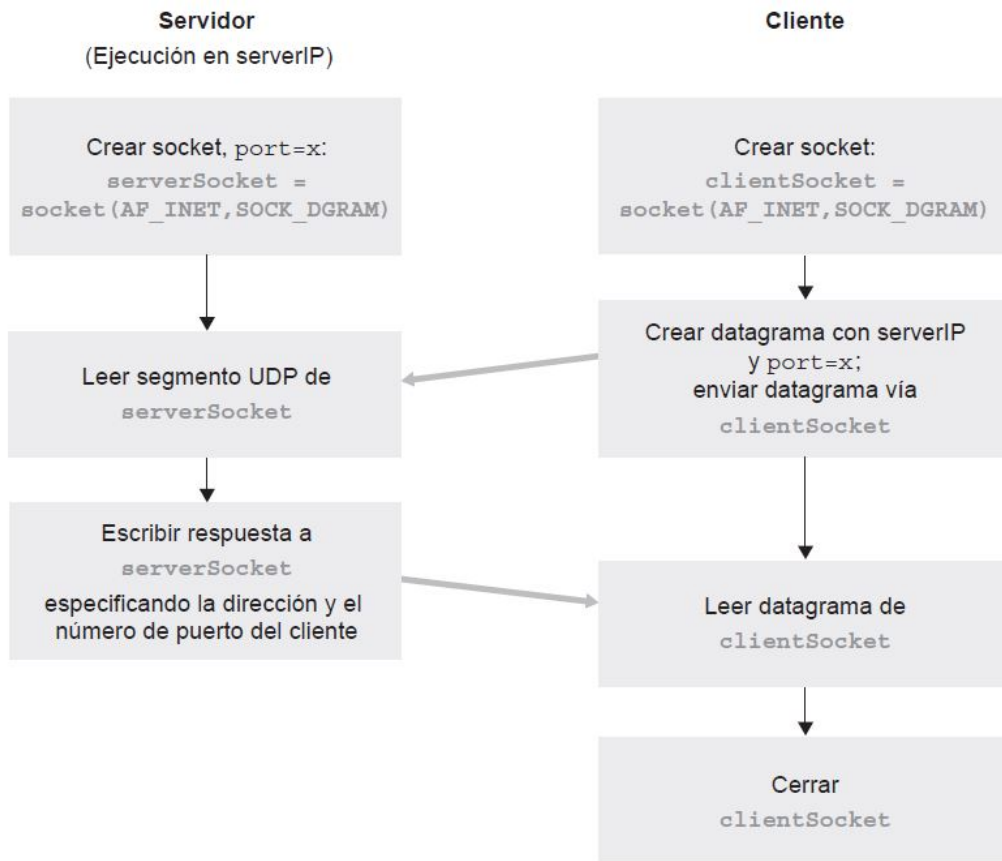 Servidor
(Ejecución en serverIP)
Crear socket, port=x:
serverSocket =
socket(AF_INET,SOCK_DGRAM)
Leer segmento UDP de
serverSocket
Escribir respuesta a
serverSocket
especificando la dirección y el
número de puerto del cliente
Cliente
Crear socket:
clientSocket =
socket(AF_INET,SOCK_DGRAM)
Crear datagrama con serverIP
y port=x;
enviar datagrama vía
clientSocket
Leer datagrama de
clientSocket
Cerrar
clientSocket